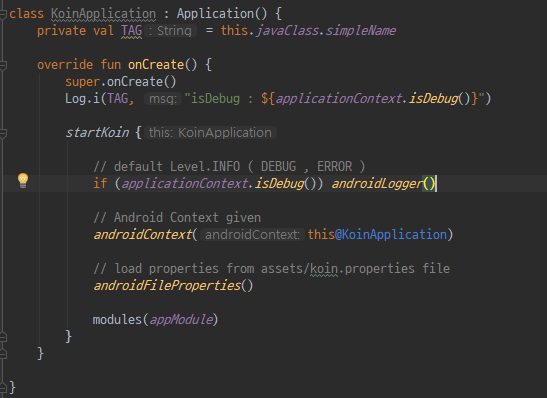 class KoinApplication : Application() {
private val TAG : String = this.javaClass.simpleName
override fun onCreate() {
super.onCreate()
Log.i(TAG, msg: "isDebug : ${applicationContext.isDebug()}")
startKoin { this: KoinApplication
// default Level.INFO ( DEBUG , ERROR )
if (applicationContext.isDebug()) androidLogger()
// Android Context given
androidContext( androidContext: this@KoinApplication)
// load properties from assets/koin.properties file
androidFileProperties()
modules(appModule)
}
}
}